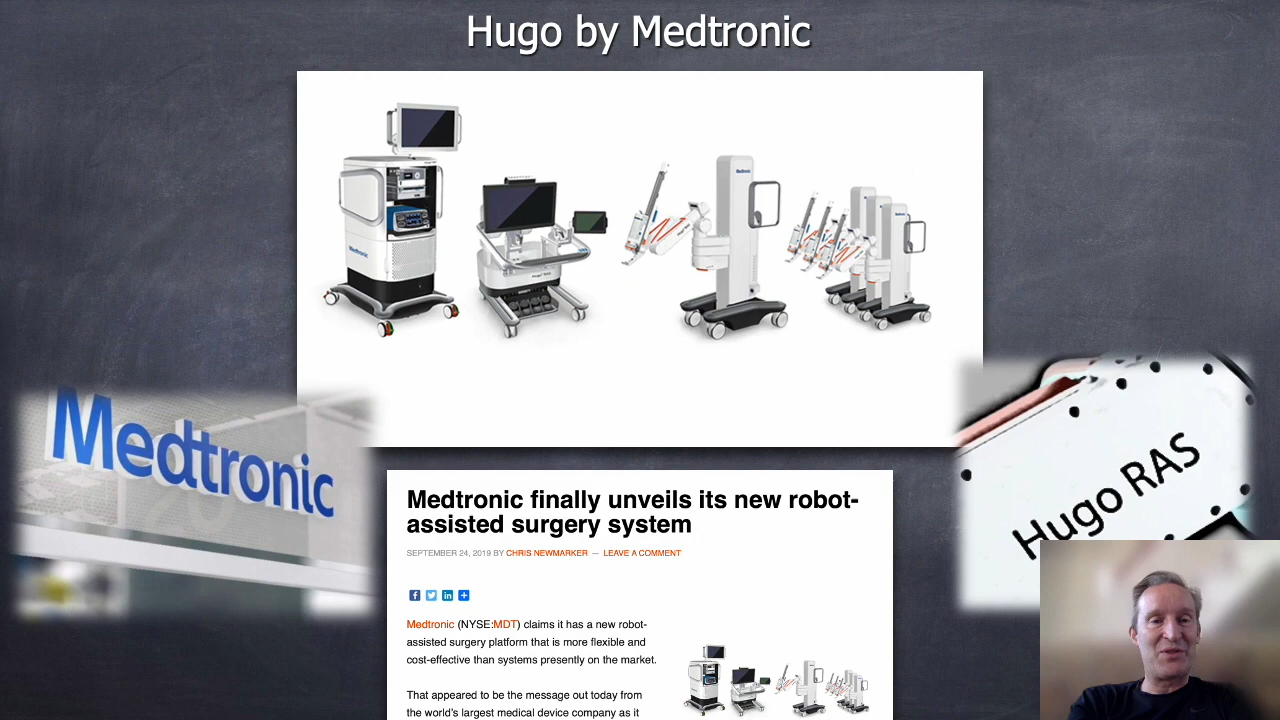 Hugo by Medtronic
Medtronic
Medtronic
Medtronic
Medtronic
Hugo RAS
Medtronic finally unveils its new robot-
assisted surgery system
SEPTEMBER 24, 2019 BY CHRIS NEWMARKER — LEAVE A COMMENT
Medtronic (NYSE:MDT) claims it has a new robot-
assisted surgery platform that is more flexible and
cost-effective than systems presently on the market.
That appeared to be the message out today from
the world's largest medical device company as it